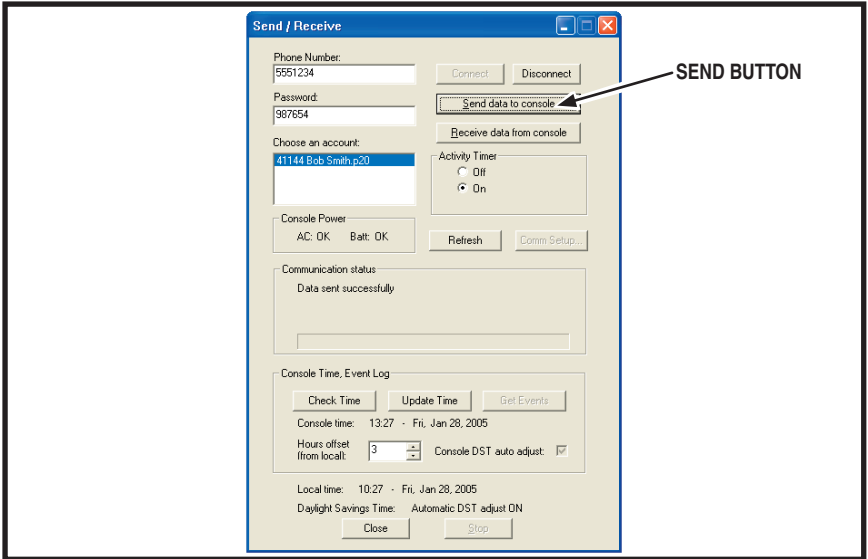 Send / Receive
Phone Number:
5551234
Connect
Disconnect
SEND BUTTON
Password:
987654
Send data to console
Receive data from console
Choose an account:
41144 Bob Smith.p20
Activity Timer
Off
On
Console Power
AC: OK Batt: OK
Refresh
Comm Setup...
Communication status
Data sent successfully
Console Time, Event Log
Check Time
Update Time
Get Events
Console time: 13:27 - Fri, Jan 28, 2005
Hours offset
(from local):
3
Console DST auto adjust:
Local time: 10:27 - Fri, Jan 28, 2005
Daylight Savings Time: Automatic DST adjust ON
Close
Stop